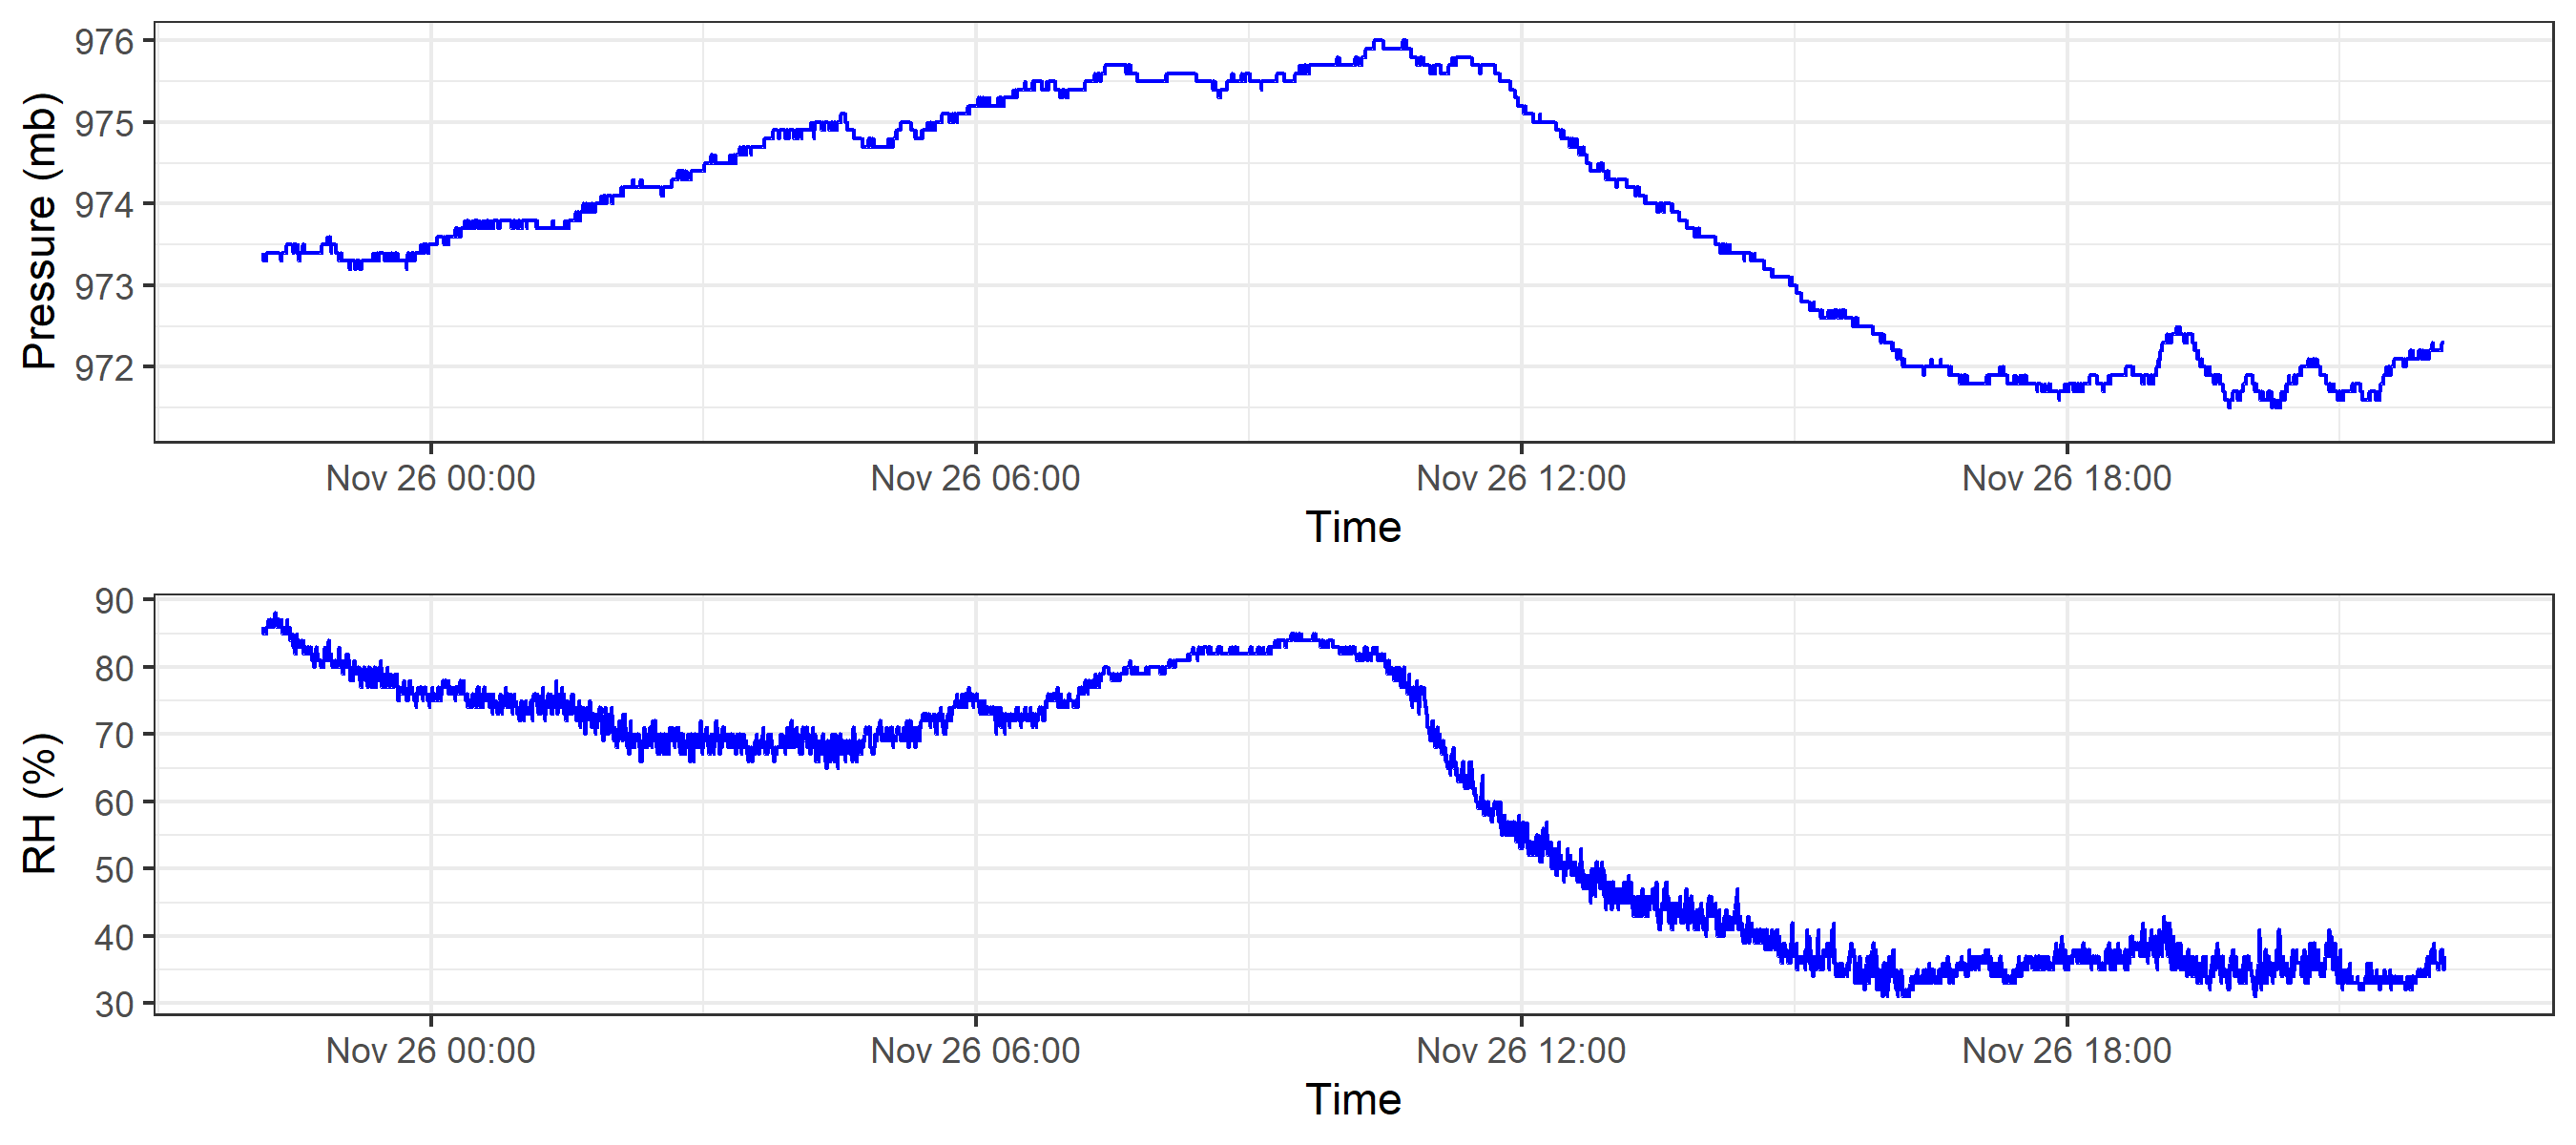 Pressure (mb)
976
975
974
973
972
Nov 26 00:00
Nov 26 06:00
Nov 26 12:00
Nov 26 18:00
Time
RH (%)
90
80
70
60
50
40
30
Nov 26 00:00
Nov 26 06:00
Nov 26 12:00
Nov 26 18:00
Time